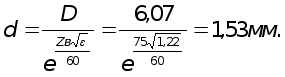 d = D / e^(Zв·√ε / 60) = 6,07 / e^(75·√1,22 / 60) = 1,53мм.